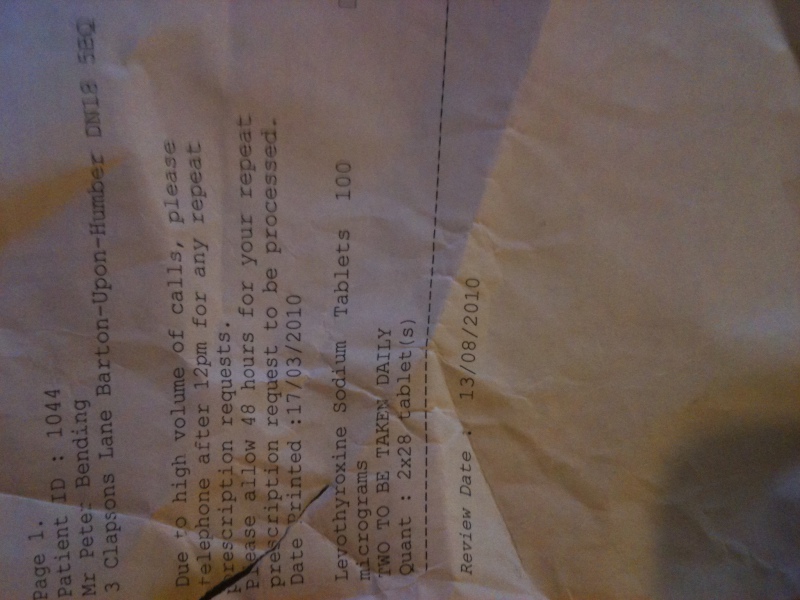 Page 1.
Patient ID : 1044
Mr Peter Bending
3 Clapsons Lane Barton-Upon-Humber DN18 5BQ
Due to high volume of calls, please
telephone after 12pm for any repeat
prescription requests.
Please allow 48 hours for your repeat
prescription request to be processed.
Date Printed :17/03/2010
Levothyroxine Sodium Tablets 100
micrograms
TWO TO BE TAKEN DAILY
Quant : 2x28 tablet(s)
Review Date : 13/08/2010